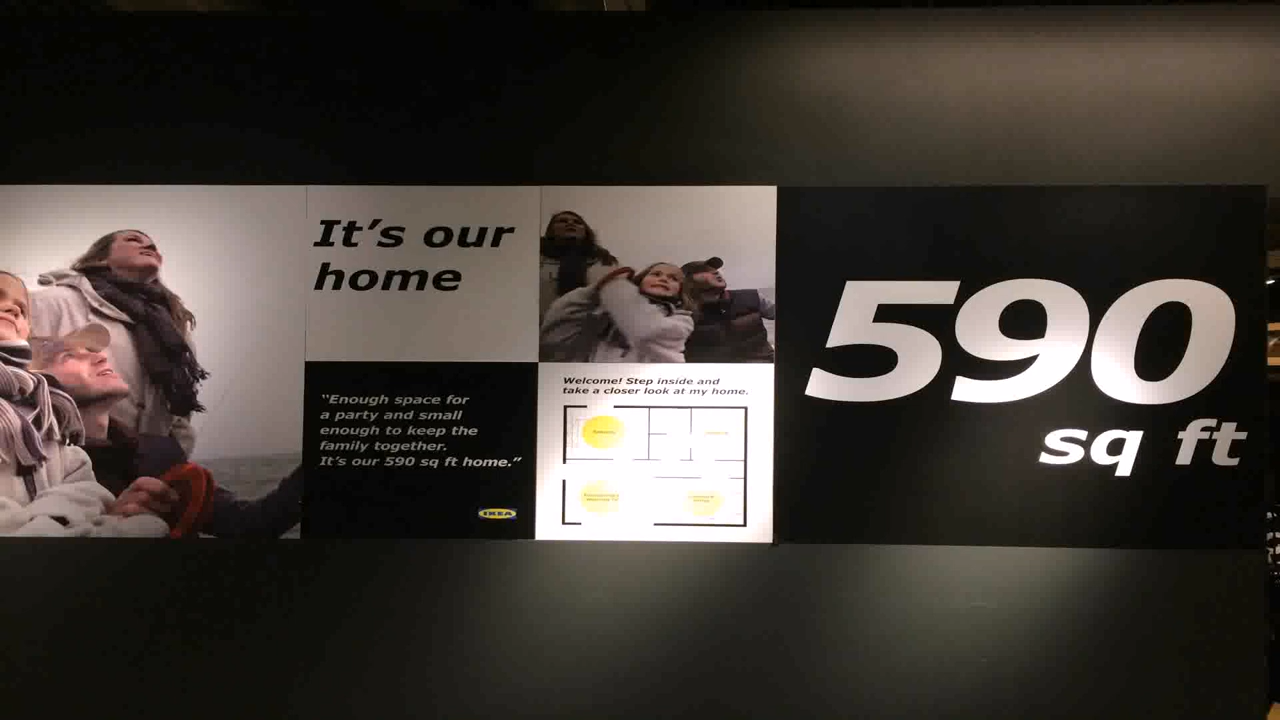 It's our
home
"Enough space for
a party and small
enough to keep the
family together.
It's our 590 sq ft home."
IKEA
Welcome! Step inside and
take a closer look at my home.
590
sq ft